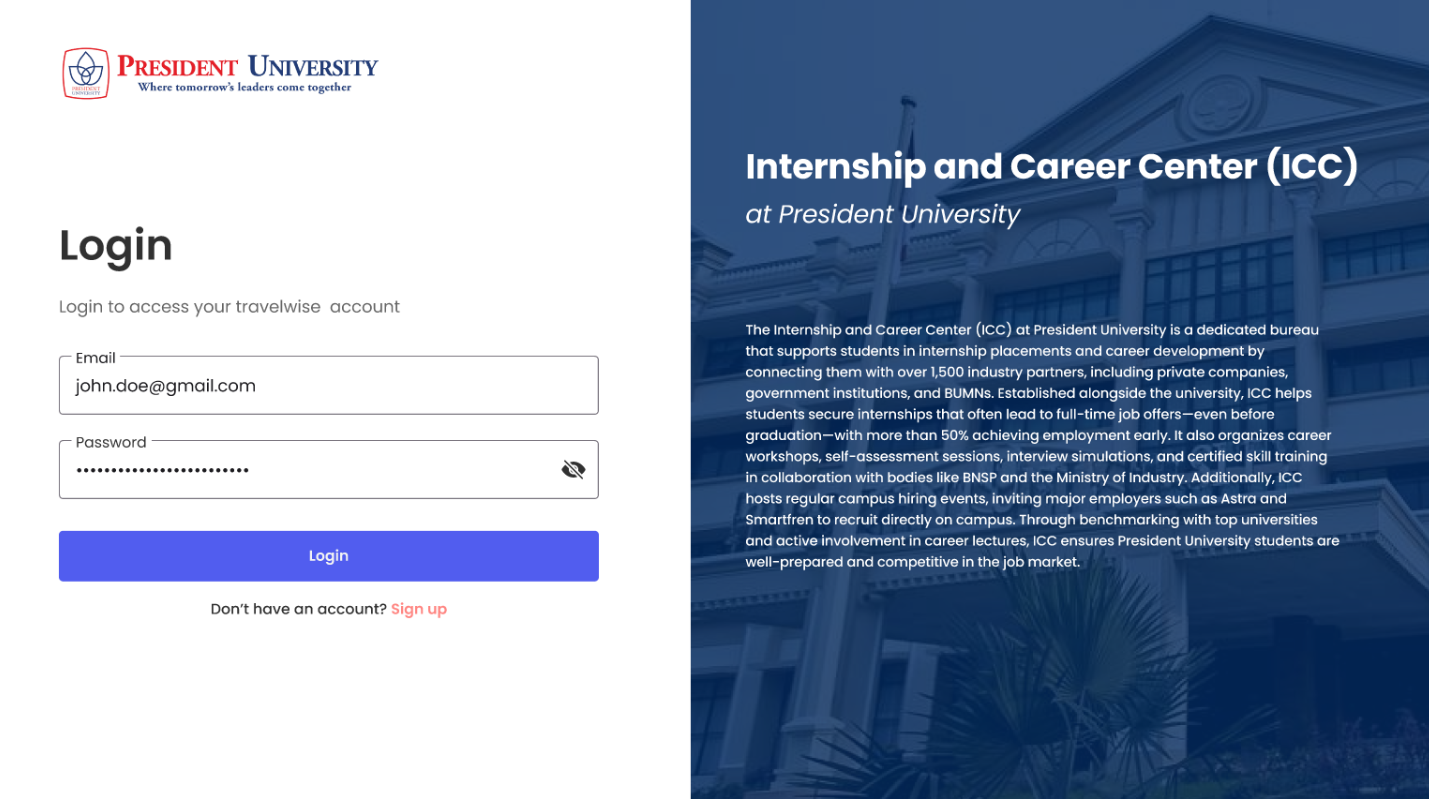 PRESIDENT UNIVERSITY
Where tomorrow's leaders come together
PRESIDENT
UNIVERSITY
Login
Login to access your travelwise  account
Email
john.doe@gmail.com
Password
•••••••••••••••••••••••••
Login
Don't have an account? Sign up
Internship and Career Center (ICC)
at President University
The Internship and Career Center (ICC) at President University is a dedicated bureau
that supports students in internship placements and career development by
connecting them with over 1,500 industry partners, including private companies,
government institutions, and BUMNs. Established alongside the university, ICC helps
students secure internships that often lead to full-time job offers—even before
graduation—with more than 50% achieving employment early. It also organizes career
workshops, self-assessment sessions, interview simulations, and certified skill training
in collaboration with bodies like BNSP and the Ministry of Industry. Additionally, ICC
hosts regular campus hiring events, inviting major employers such as Astra and
Smartfren to recruit directly on campus. Through benchmarking with top universities
and active involvement in career lectures, ICC ensures President University students are
well-prepared and competitive in the job market.